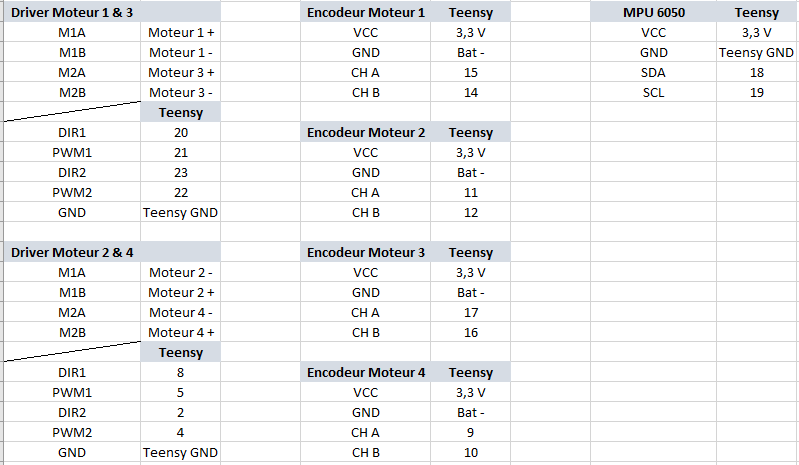 Driver Moteur 1 & 3 Encodeur Moteur 1 Teensy MPU 6050 Teensy
M1A Moteur 1 + VCC 3,3 V VCC 3,3 V
M1B Moteur 1 - GND Bat - GND Teensy GND
M2A Moteur 3 + CH A 15 SDA 18
M2B Moteur 3 - CH B 14 SCL 19
Teensy
DIR1 20 Encodeur Moteur 2 Teensy
PWM1 21 VCC 3,3 V
DIR2 23 GND Bat -
PWM2 22 CH A 11
GND Teensy GND CH B 12
Driver Moteur 2 & 4 Encodeur Moteur 3 Teensy
M1A Moteur 2 - VCC 3,3 V
M1B Moteur 2 + GND Bat -
M2A Moteur 4 - CH A 17
M2B Moteur 4 + CH B 16
Teensy
DIR1 8 Encodeur Moteur 4 Teensy
PWM1 5 VCC 3,3 V
DIR2 2 GND Bat -
PWM2 4 CH A 9
GND Teensy GND CH B 10